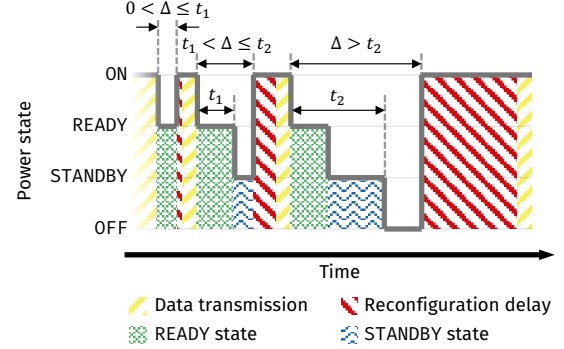 0 < Δ ≤ t₁
t₁ < Δ ≤ t₂
Δ > t₂
ON
t₁
t₂
READY
STANDBY
OFF
Power state
Time
Data transmission
Reconfiguration delay
READY state
STANDBY state